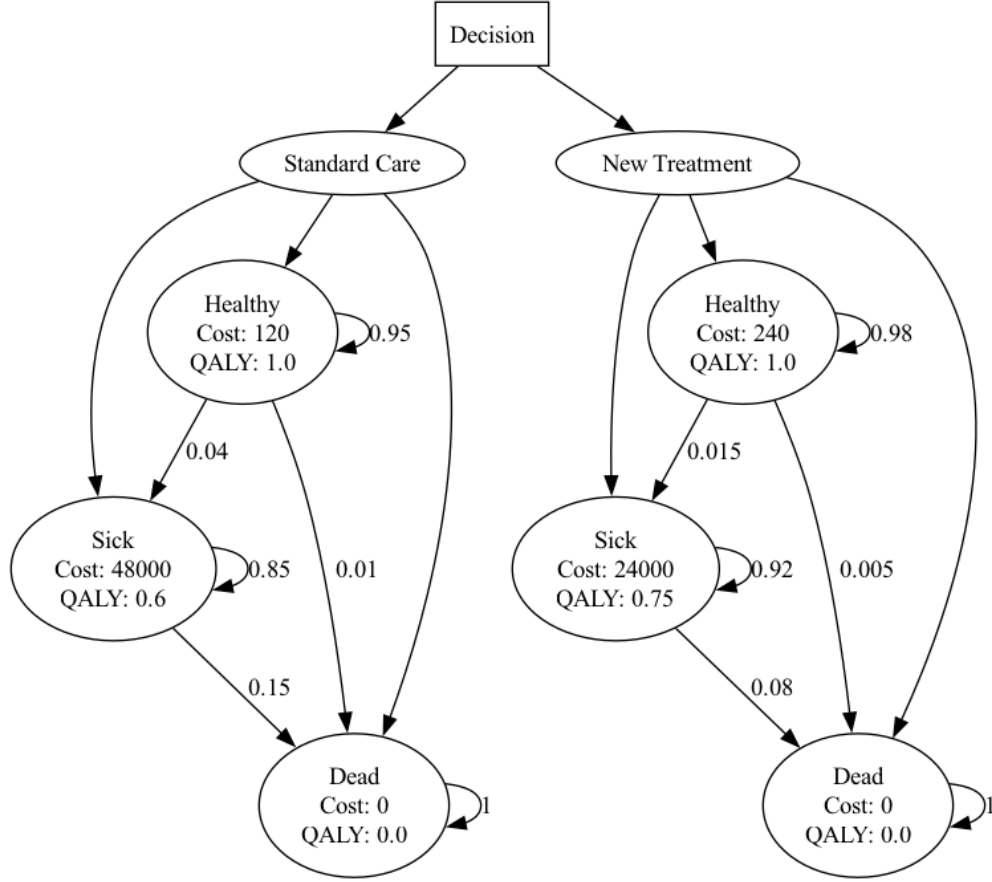 Decision
Standard Care
New Treatment
Healthy
Cost: 120
QALY: 1.0
0.95
Healthy
Cost: 240
QALY: 1.0
0.98
0.04
0.015
Sick
Cost: 48000
QALY: 0.6
0.85
0.01
Sick
Cost: 24000
QALY: 0.75
0.92
0.005
0.15
0.08
Dead
Cost: 0
QALY: 0.0
1
Dead
Cost: 0
QALY: 0.0
1